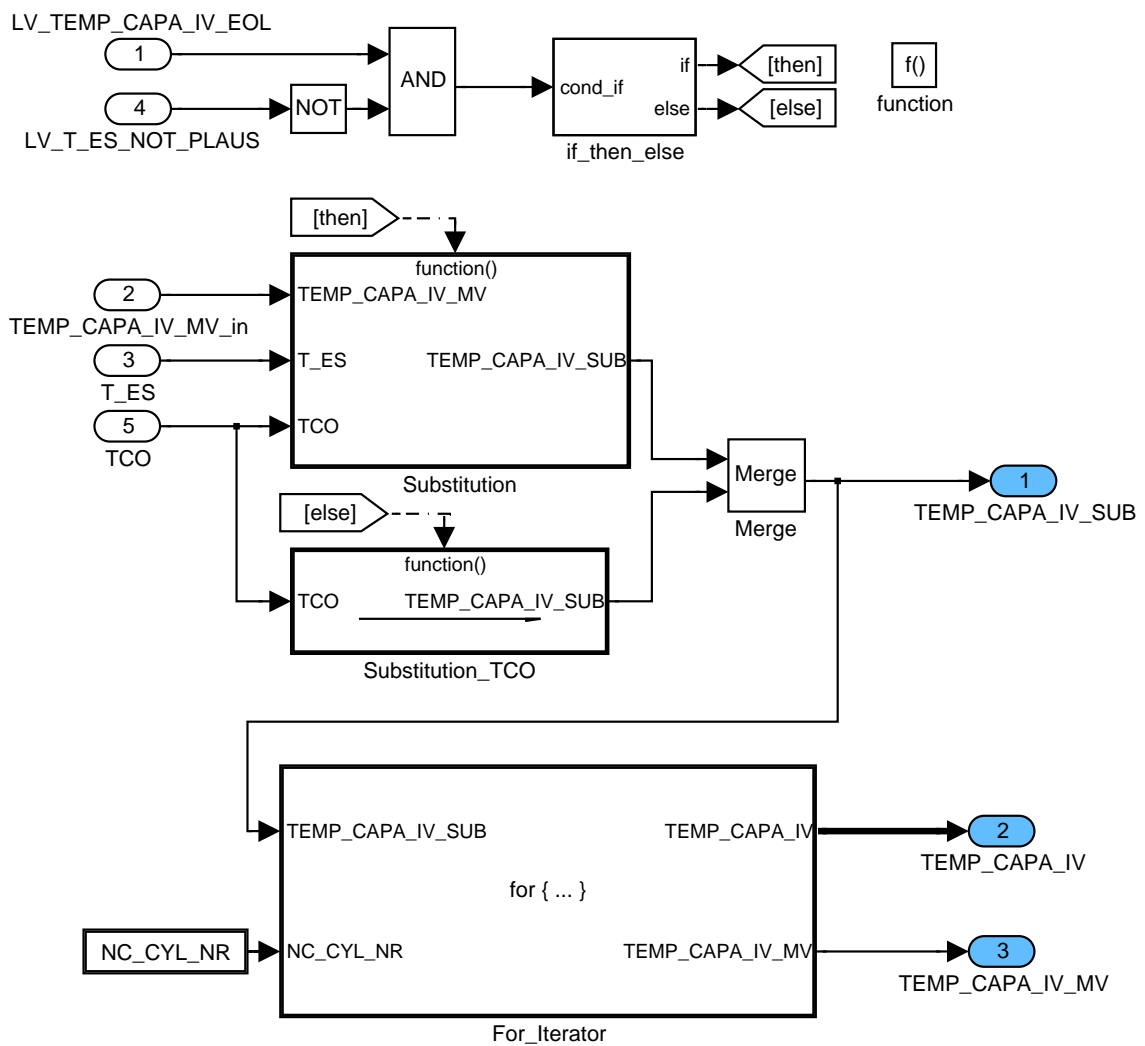 LV_TEMP_CAPA_IV_EOL
1
4
LV_T_ES_NOT_PLAUS
NOT
AND
cond_if
if
else
if_then_else
[then]
[else]
f()
function
[then]
function()
2
TEMP_CAPA_IV_MV_in
3
T_ES
5
TCO
TEMP_CAPA_IV_MV
T_ES
TCO
TEMP_CAPA_IV_SUB
Substitution
[else]
function()
TCO
TEMP_CAPA_IV_SUB
Substitution_TCO
Merge
Merge
1
TEMP_CAPA_IV_SUB
TEMP_CAPA_IV_SUB
TEMP_CAPA_IV
for { ... }
NC_CYL_NR
NC_CYL_NR
TEMP_CAPA_IV_MV
For_Iterator
2
TEMP_CAPA_IV
3
TEMP_CAPA_IV_MV